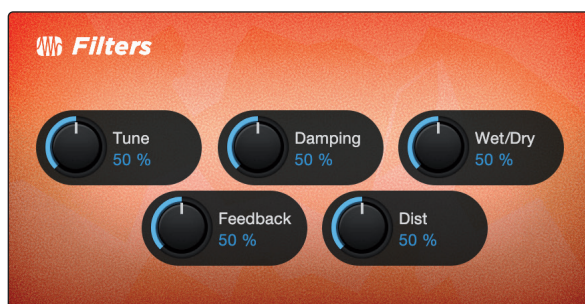 Filters
Tune
50 %
Damping
50 %
Wet/Dry
50 %
Feedback
50 %
Dist
50 %